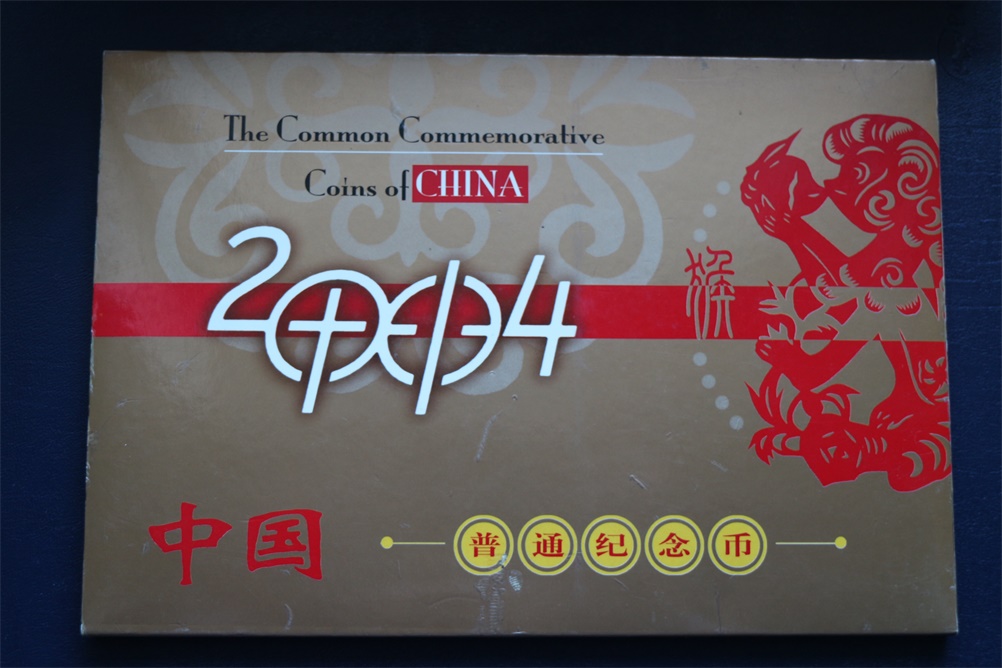 The Common Commemorative
Coins of CHINA
2004
猴
中国
普通纪念币